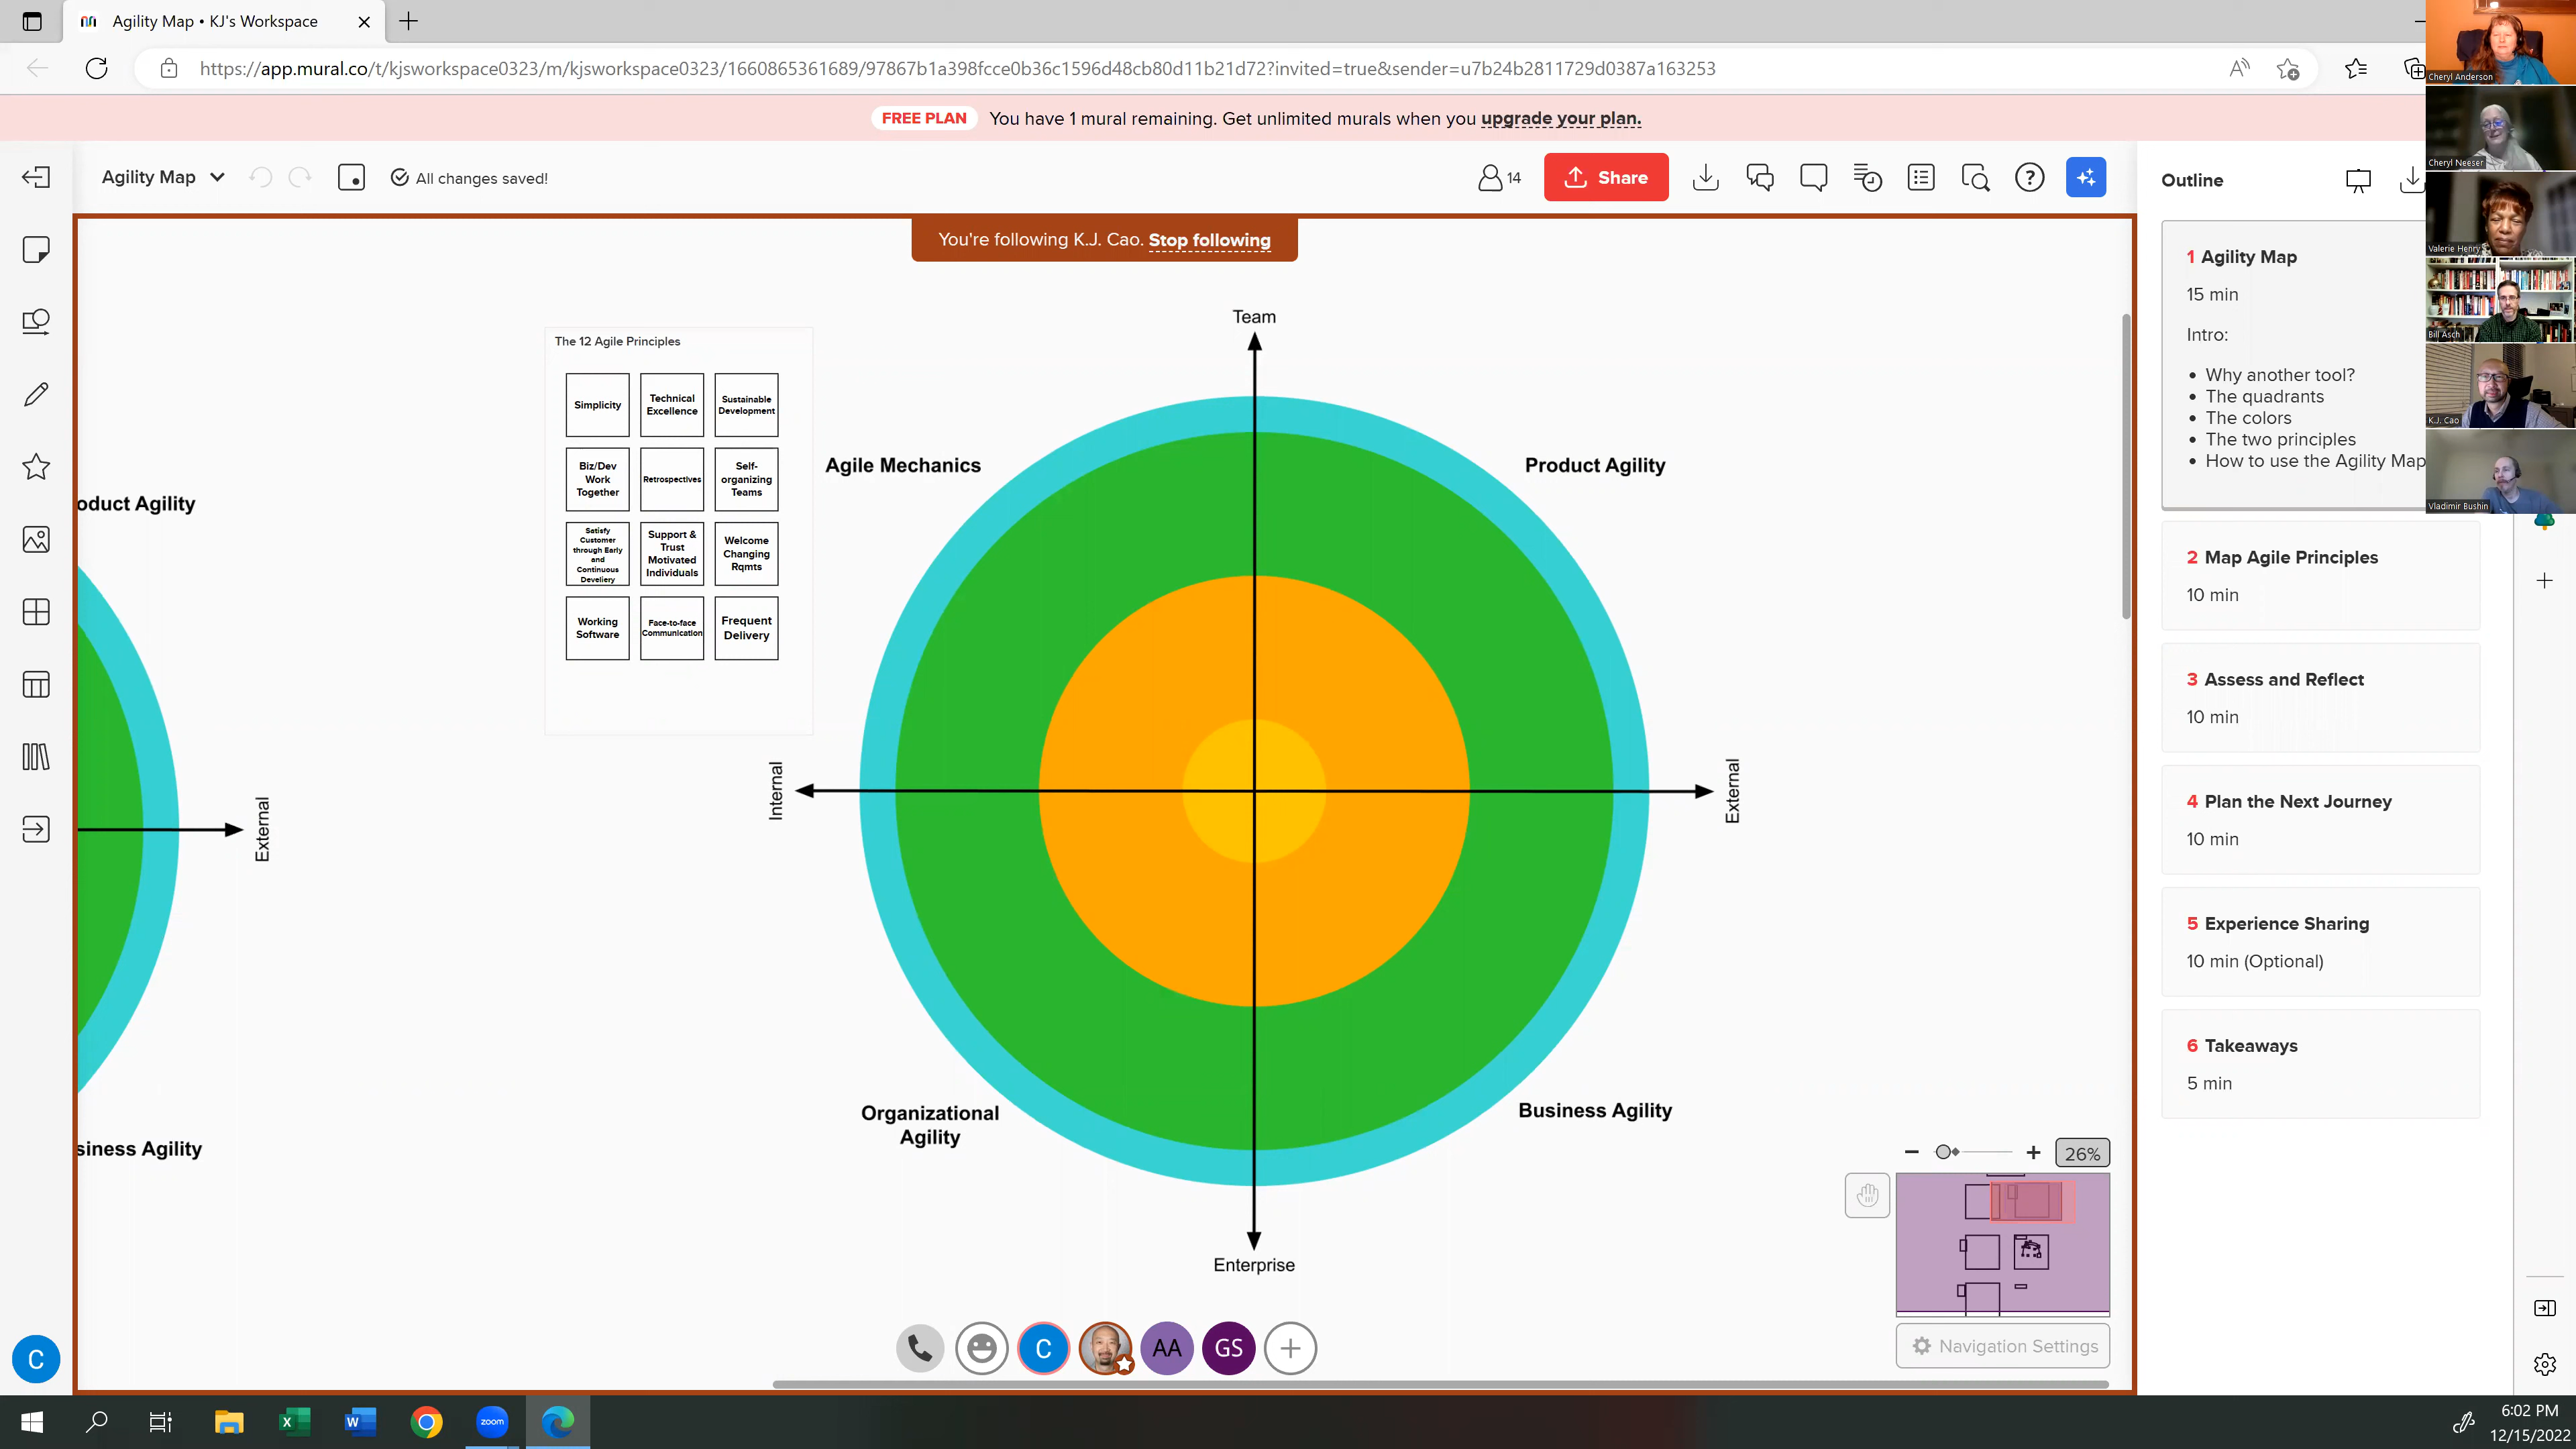 Agility Map • KJ's Workspace
https://app.mural.co/t/kjsworkspace0323/m/kjsworkspace0323/1660865361689/97867b1a398fcce0b36c1596d48cb80d11b21d72?invited=true&sender=u7b24b2811729d0387a163253
FREE PLAN You have 1 mural remaining. Get unlimited murals when you upgrade your plan.
Agility Map
All changes saved!
14
Share
You're following K.J. Cao. Stop following
oduct Agility
External
siness Agility
The 12 Agile Principles
Simplicity
Technical
Excellence
Sustainable
Development
Biz/Dev
Work
Together
Retrospectives
Self-
organizing
Teams
Satisfy
Customer
through Early
and
Continuous
Develiery
Support &
Trust
Motivated
Individuals
Welcome
Changing
Rqmts
Working
Software
Face-to-face
Communication
Frequent
Delivery
Team
Agile Mechanics
Product Agility
Internal
External
Organizational
Agility
Business Agility
Enterprise
26%
Navigation Settings
C
C
AA
GS
Outline
1 Agility Map
15 min
Intro:
• Why another tool?
• The quadrants
• The colors
• The two principles
• How to use the Agility Map
2 Map Agile Principles
10 min
3 Assess and Reflect
10 min
4 Plan the Next Journey
10 min
5 Experience Sharing
10 min (Optional)
6 Takeaways
5 min
Cheryl Anderson
Cheryl Neeser
Valerie Henry
Bill Asch
K.J. Cao
Vladimir Bushin
zoom
6:02 PM
12/15/2022